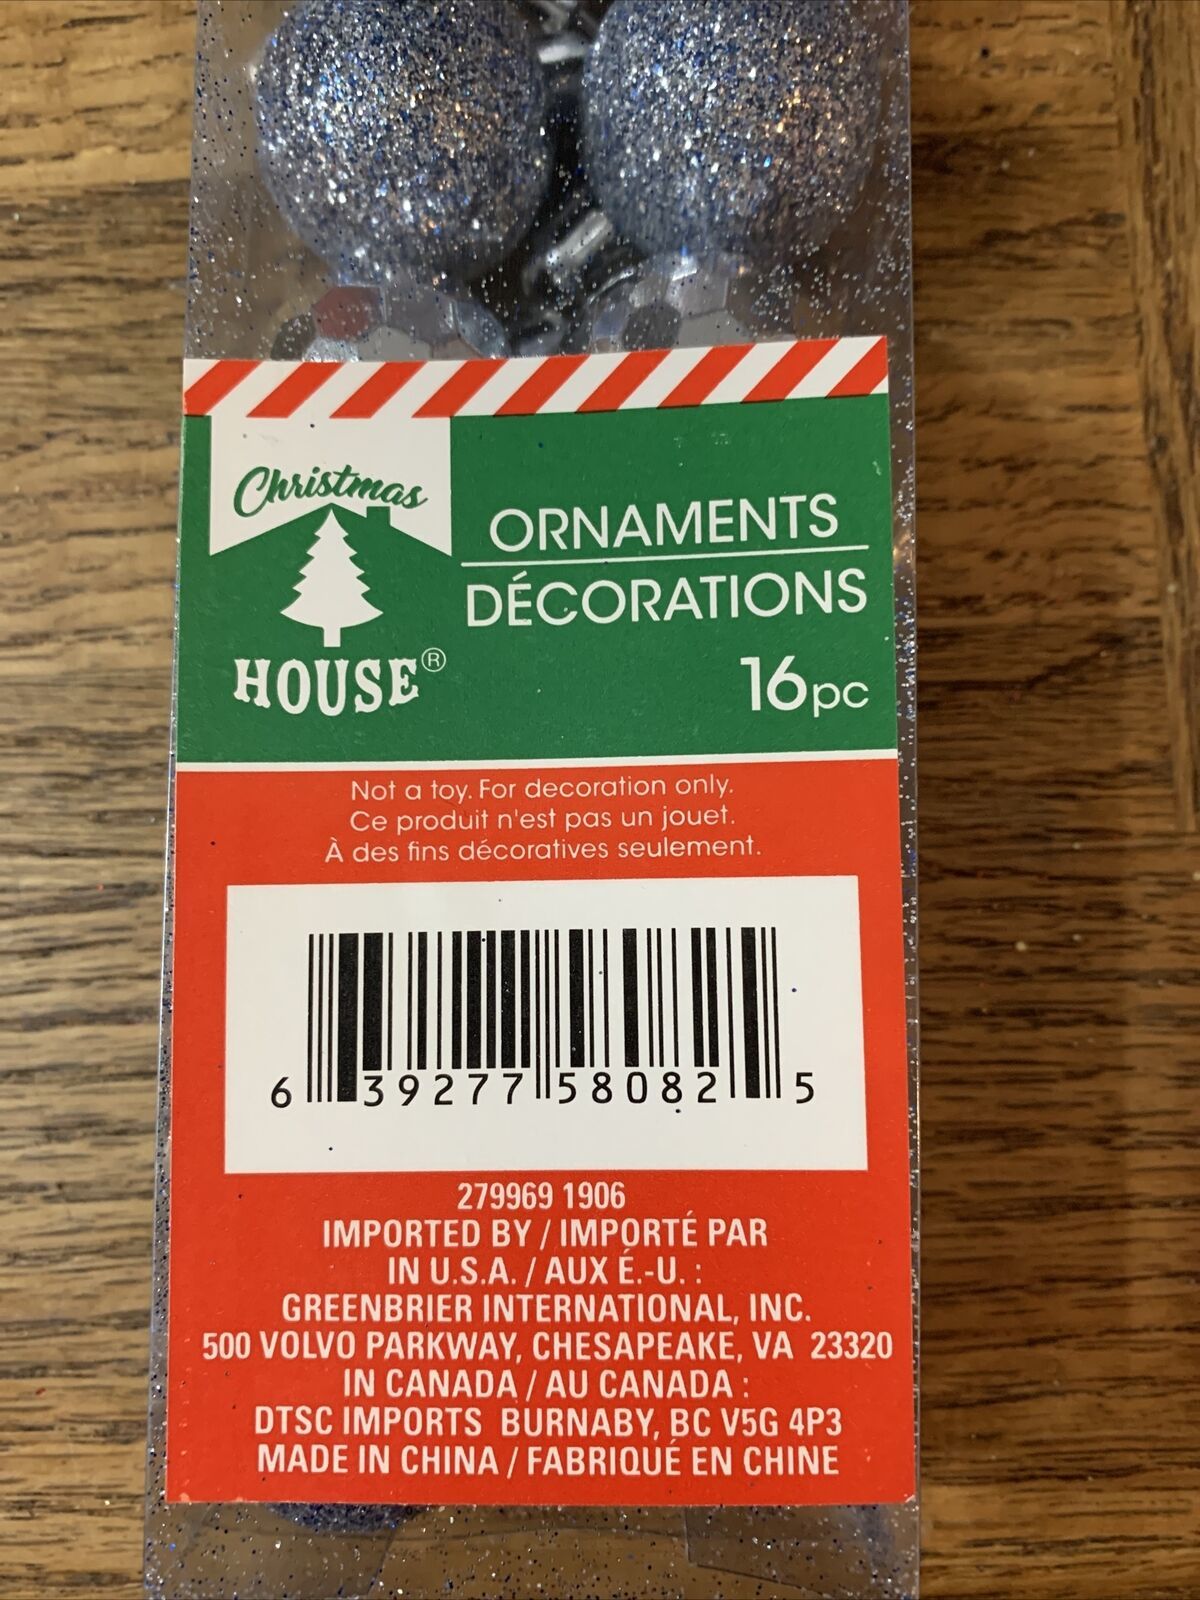 Christmas
HOUSE®
ORNAMENTS
DÉCORATIONS
16pc
Not a toy. For decoration only.
Ce produit n'est pas un jouet.
À des fins décoratives seulement.
6 39277 58082 5
279969 1906
IMPORTED BY / IMPORTÉ PAR
IN U.S.A. / AUX É.-U. :
GREENBRIER INTERNATIONAL, INC.
500 VOLVO PARKWAY, CHESAPEAKE, VA 23320
IN CANADA / AU CANADA :
DTSC IMPORTS BURNABY, BC V5G 4P3
MADE IN CHINA / FABRIQUÉ EN CHINE